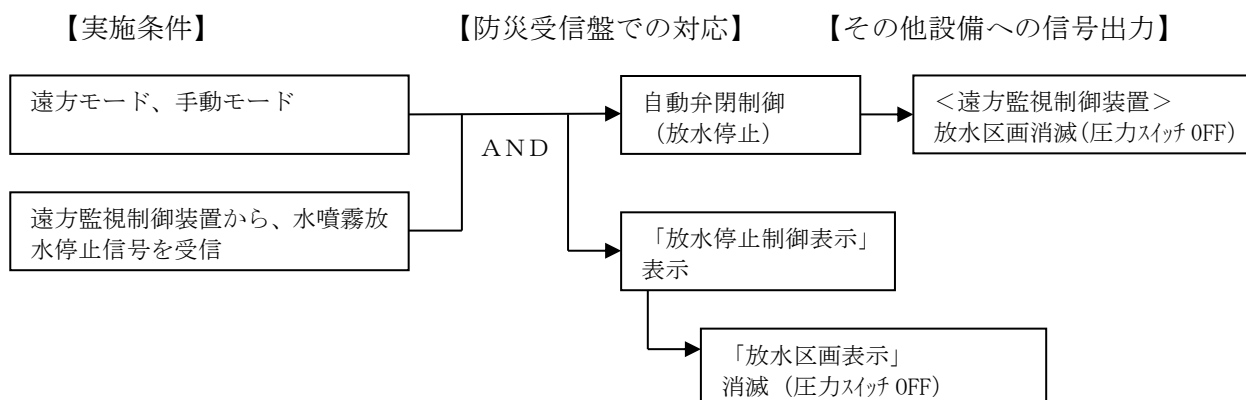 【実施条件】 【防災受信盤での対応】 【その他設備への信号出力】
遠方モード、手動モード
AND
遠方監視制御装置から、水噴霧放
水停止信号を受信
自動弁閉制御
(放水停止)
＜遠方監視制御装置＞
放水区画消滅(圧力ｽｲｯﾁ OFF)
「放水停止制御表示」
表示
「放水区画表示」
消滅 (圧力ｽｲｯﾁ OFF)